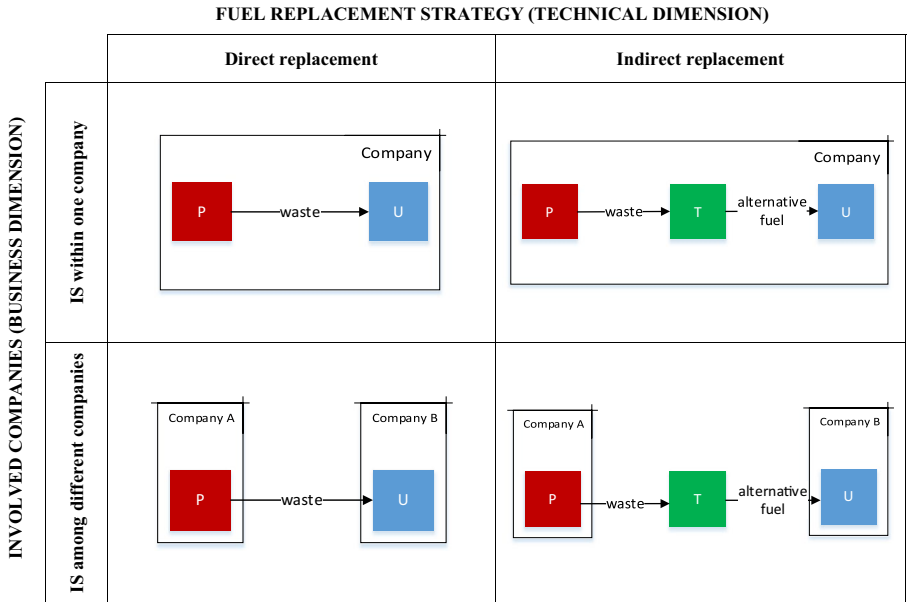 FUEL REPLACEMENT STRATEGY (TECHNICAL DIMENSION)
Direct replacement
Indirect replacement
INVOLVED COMPANIES (BUSINESS DIMENSION)
IS within one company
Company
P
waste
U
Company
P
waste
T
alternative
fuel
U
IS among different companies
Company A
P
waste
Company B
U
Company A
P
waste
T
alternative
fuel
Company B
U